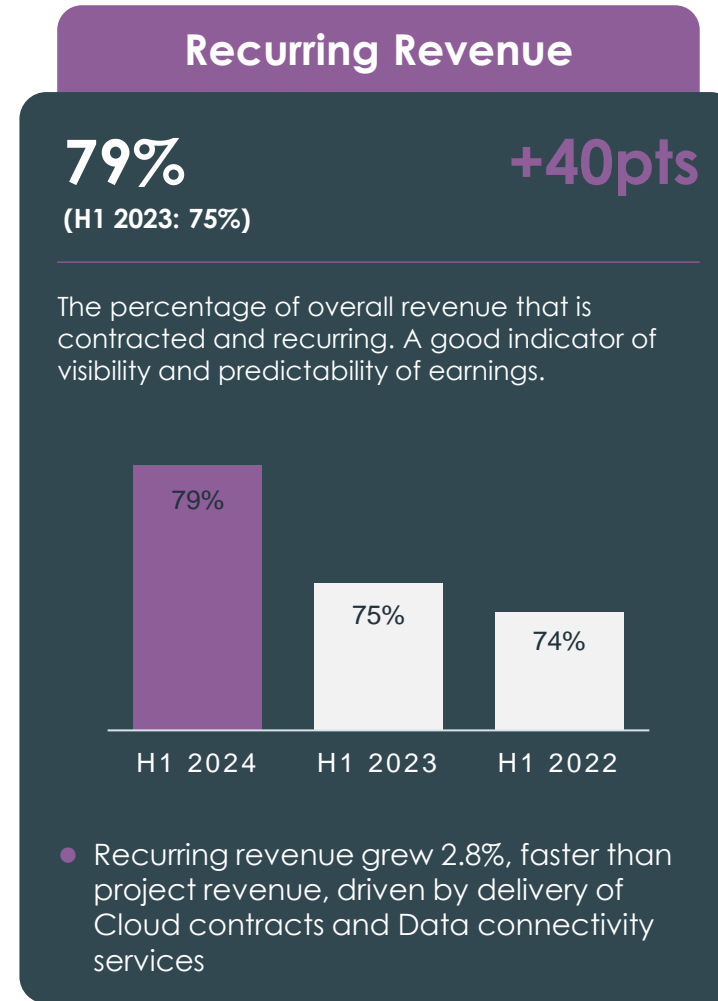 Recurring Revenue
79%
+40pts
(H1 2023: 75%)
The percentage of overall revenue that is
contracted and recurring. A good indicator of
visibility and predictability of earnings.
79%
75%
74%
H1 2024
H1 2023
H1 2022
● Recurring revenue grew 2.8%, faster than
project revenue, driven by delivery of
Cloud contracts and Data connectivity
services